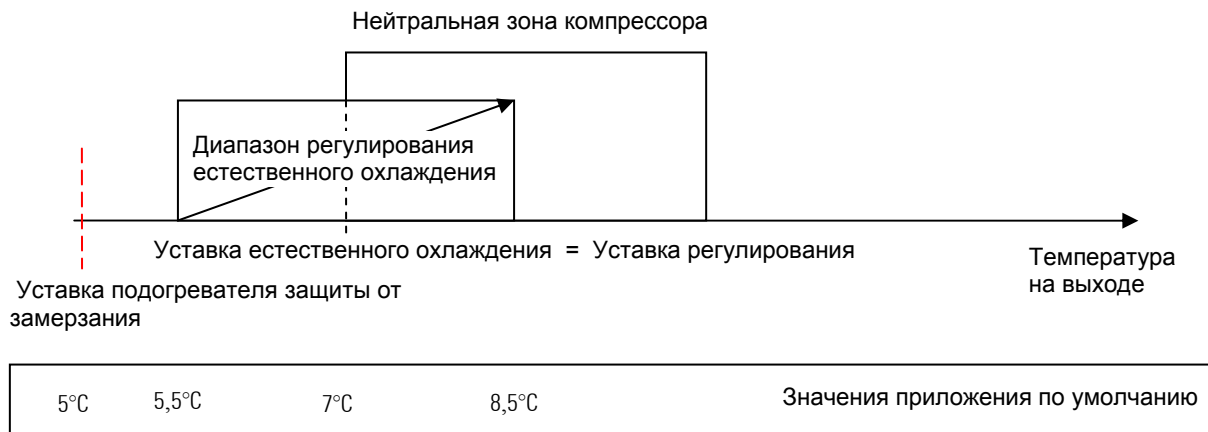 Нейтральная зона компрессора
Диапазон регулирования
естественного охлаждения
Уставка естественного охлаждения = Уставка регулирования
Температура
на выходе
Уставка подогревателя защиты от
замерзания
5°C 5,5°C 7°C 8,5°C Значения приложения по умолчанию